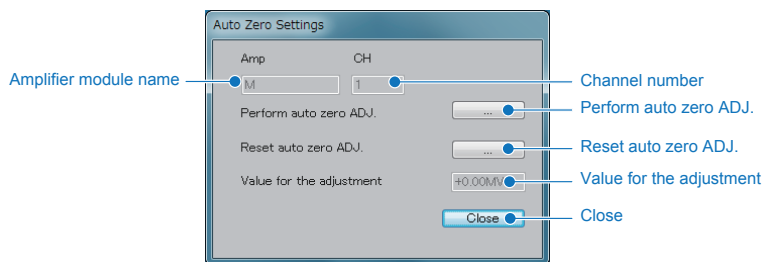 Auto Zero Settings
Amp CH
Amplifier module name M 1 Channel number
Perform auto zero ADJ. ... Perform auto zero ADJ.
Reset auto zero ADJ. ... Reset auto zero ADJ.
Value for the adjustment +0.00MV Value for the adjustment
Close Close